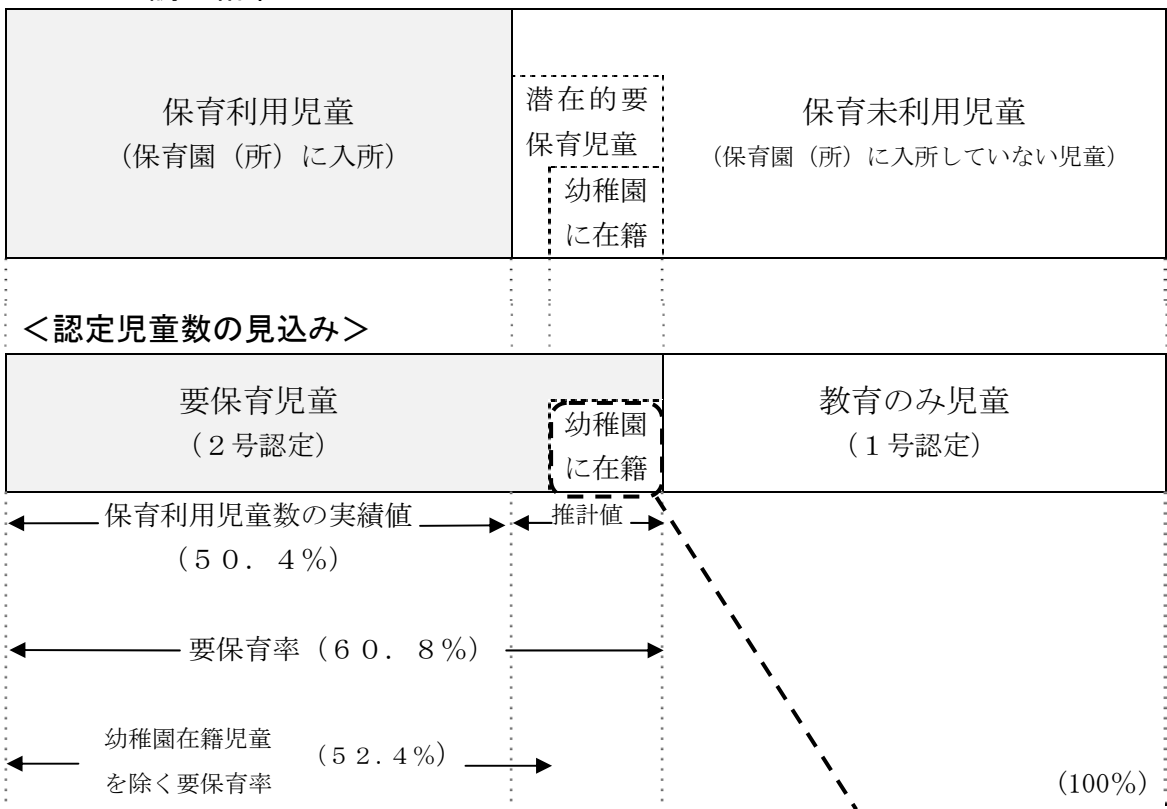 保育利用児童
(保育園（所）に入所)
潜在的要
保育児童
幼稚園
に在籍
保育未利用児童
(保育園（所）に入所していない児童)
＜認定児童数の見込み＞
要保育児童
(２号認定)
幼稚園
に在籍
教育のみ児童
(１号認定)
保育利用児童数の実績値
(５０．４％)
推計値
要保育率（６０．８％)
幼稚園在籍児童
を除く要保育率
(５２.４％)
(100％)